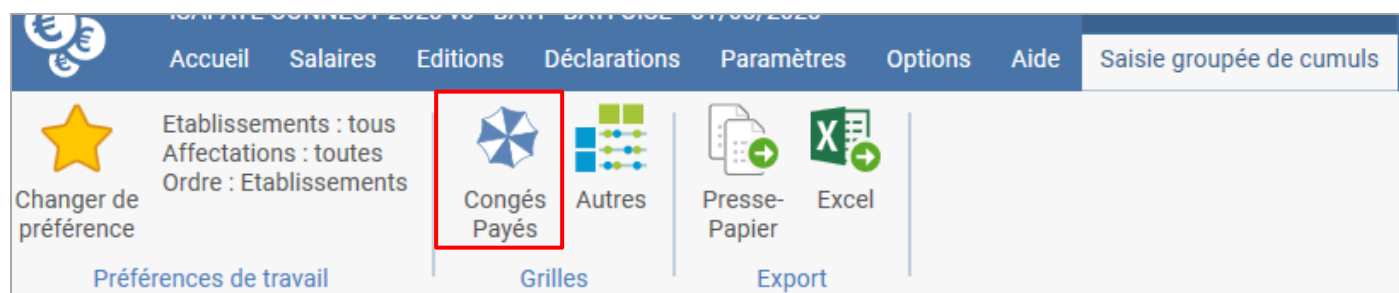 Accueil Salaires Editions Déclarations Paramètres Options Aide Saisie groupée de cumuls
Etablissements : tous
Affectations : toutes
Ordre : Etablissements
Changer de
préférence
Congés
Payés
Autres
Presse-
Papier
Excel
Préférences de travail
Grilles
Export